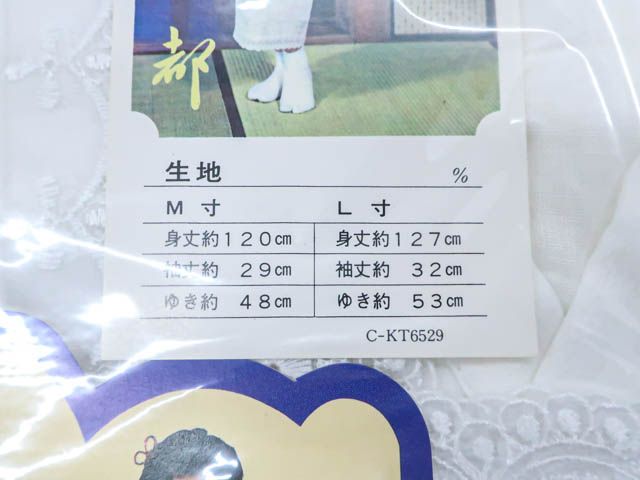 都
生地 %
M寸 L寸
身丈約120cm 身丈約127cm
袖丈約 29cm 袖丈約 32cm
ゆき約 48cm ゆき約 53cm
C-KT6529